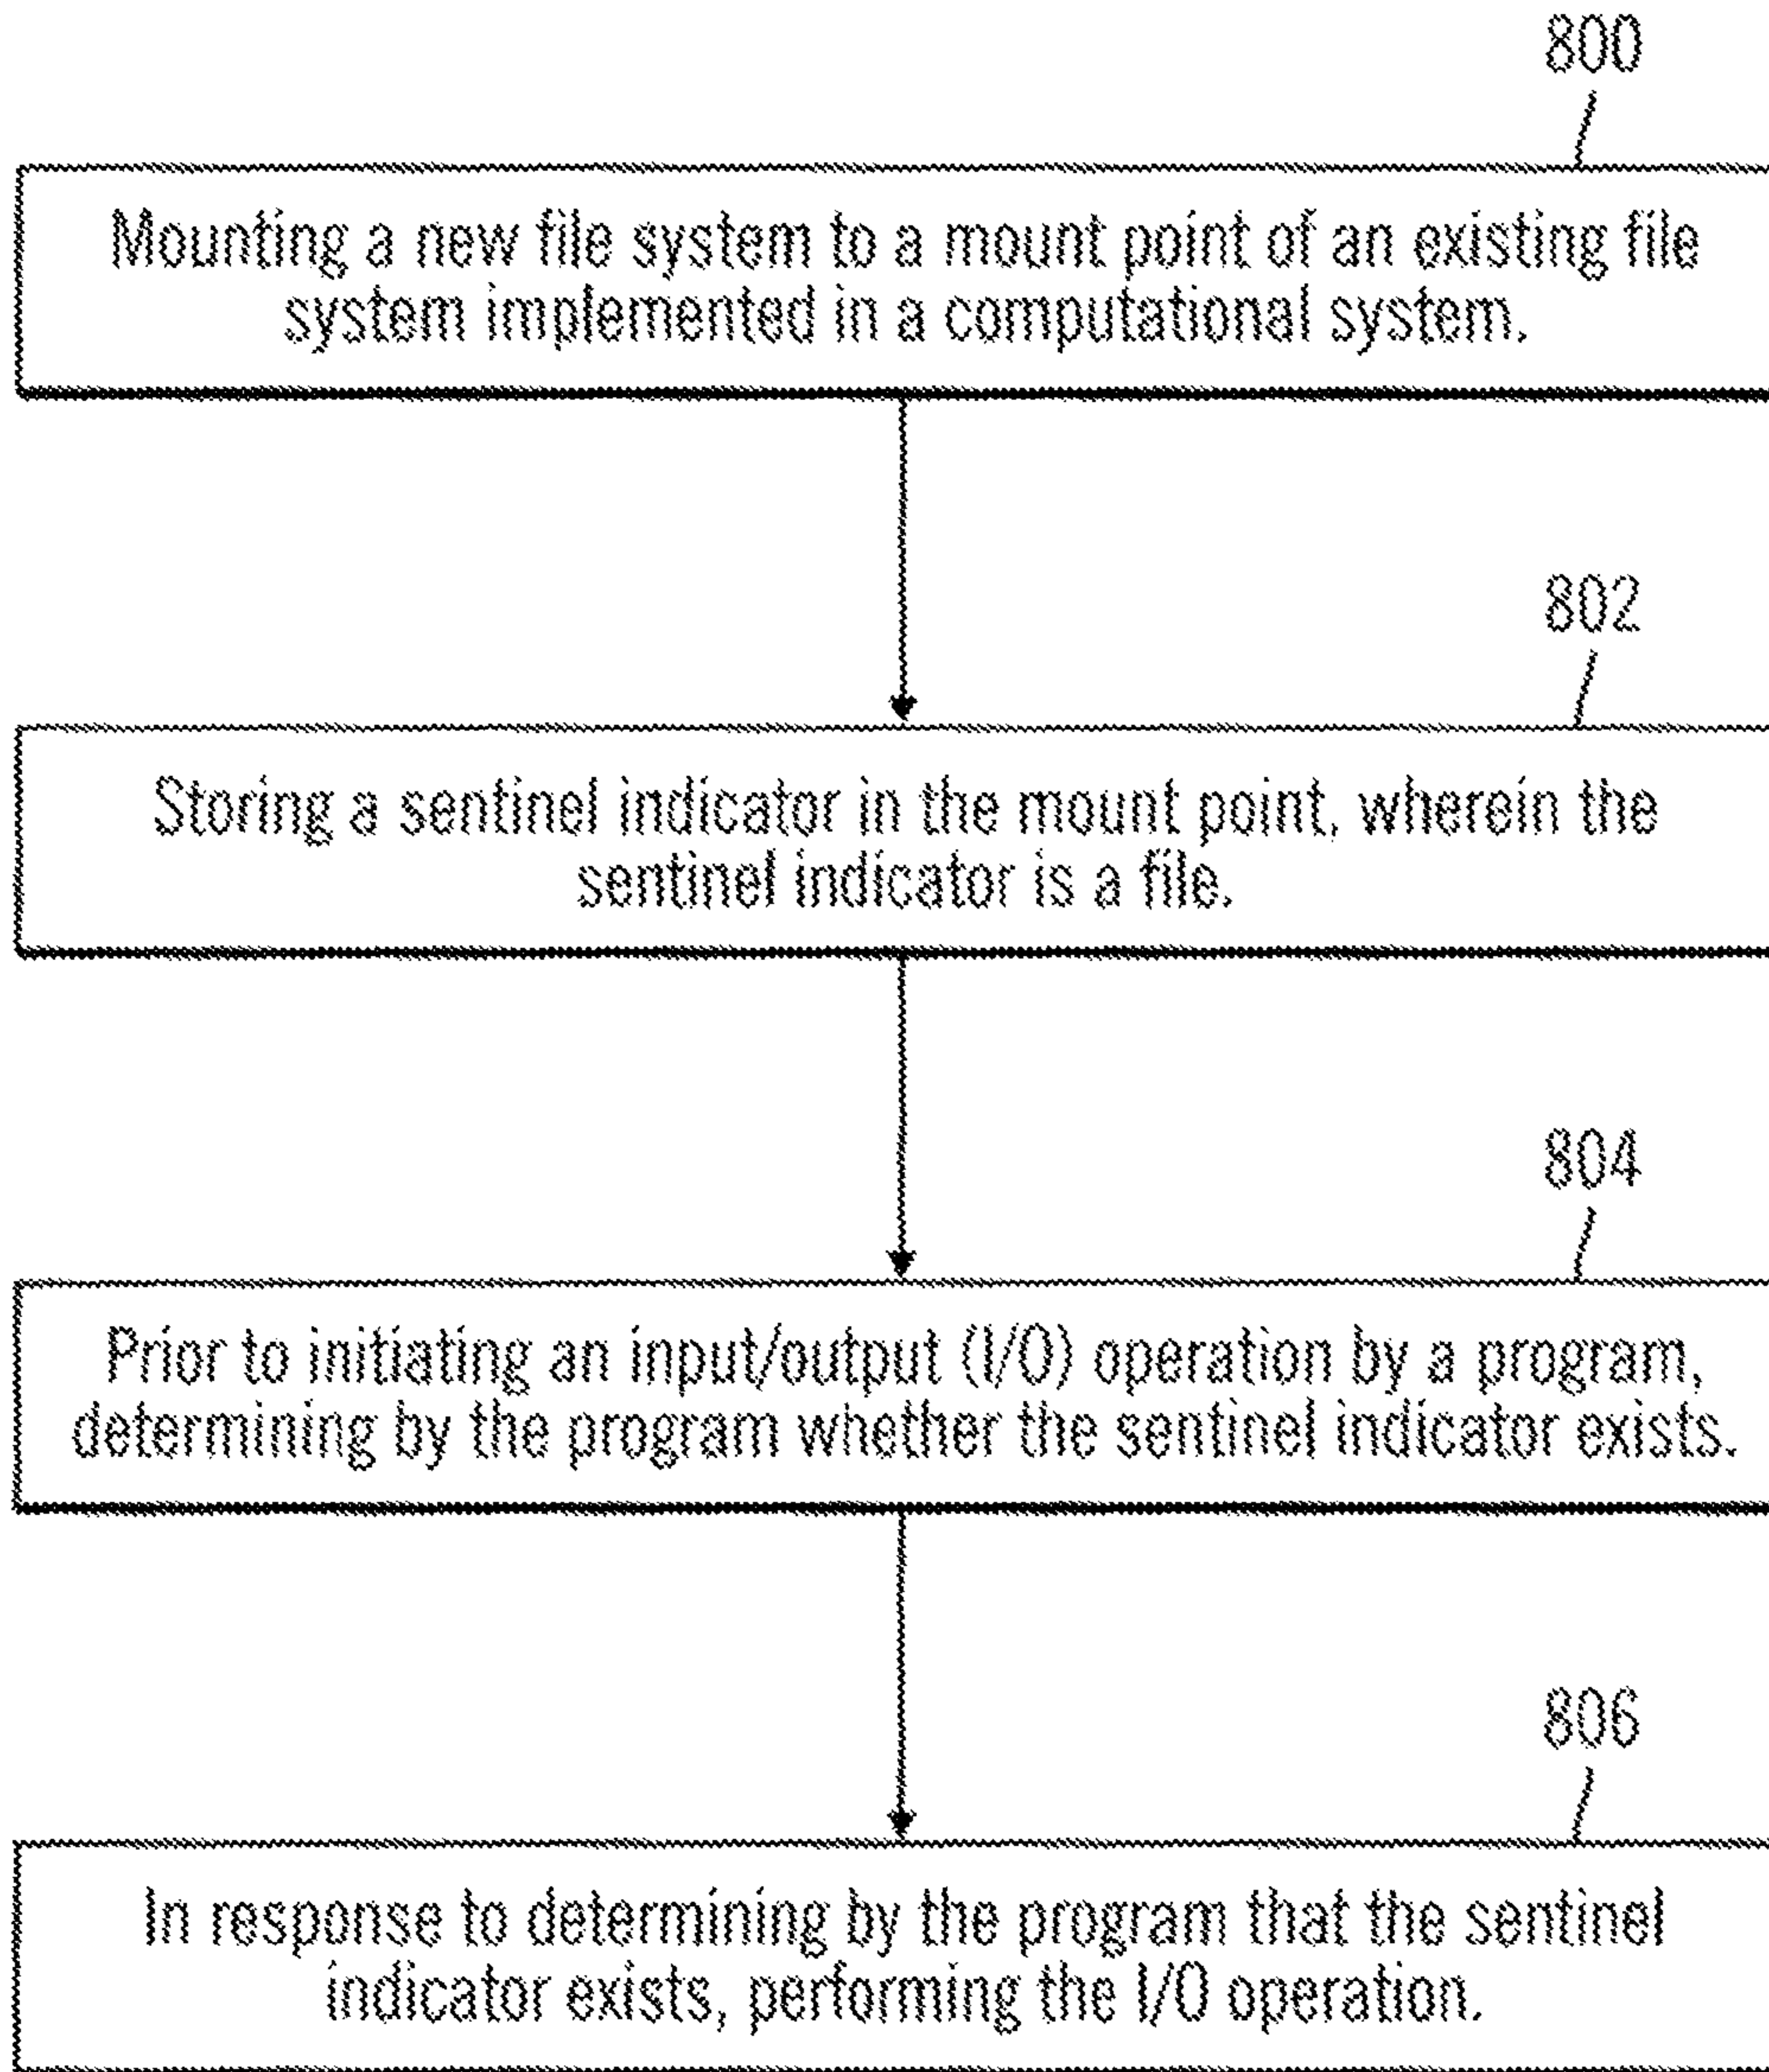 800
Mounting a new file system to a mount point of an existing file
system implemented in a computational system.
802
Storing a sentinel indicator in the mount point, wherein the
sentinel indicator is a file.
804
Prior to initiating an input/output (I/O) operation by a program,
determining by the program whether the sentinel indicator exists.
806
In response to determining by the program that the sentinel
indicator exists, performing the I/O operation.